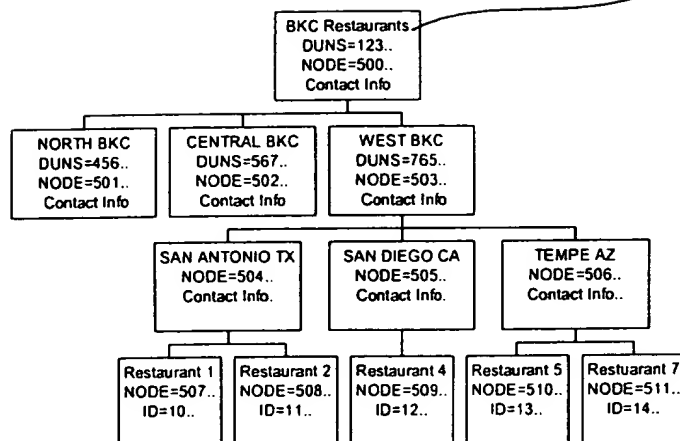 BKC Restaurants
DUNS=123..
NODE=500..
Contact Info
NORTH BKC
DUNS=456..
NODE=501..
Contact Info
CENTRAL BKC
DUNS=567..
NODE=502..
Contact Info
WEST BKC
DUNS=765..
NODE=503..
Contact Info
SAN ANTONIO TX
NODE=504..
Contact Info.
SAN DIEGO CA
NODE=505..
Contact Info.
TEMPE AZ
NODE=506..
Contact Info..
Restaurant 1
NODE=507..
ID=10..
Restaurant 2
NODE=508..
ID=11..
Restaurant 4
NODE=509..
ID=12..
Restaurant 5
NODE=510..
ID=13..
Restuarant 7
NODE=511..
ID=14..